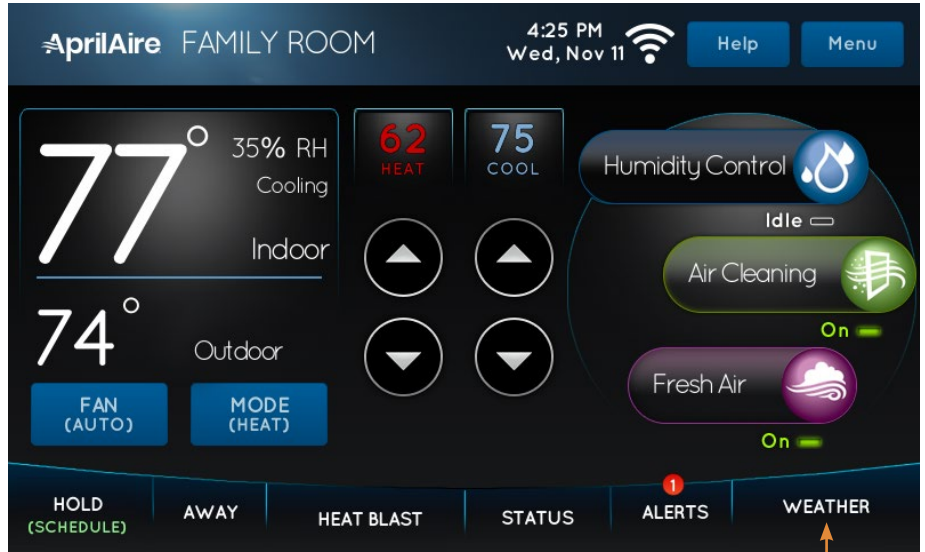 AprilAire FAMILY ROOM
4:25 PM
Wed, Nov 11
Help
Menu
77°
35% RH
Cooling
Indoor
74°
Outdoor
FAN
(AUTO)
MODE
(HEAT)
62
HEAT
75
COOL
Humidity Control
Idle
Air Cleaning
On
Fresh Air
On
HOLD
(SCHEDULE)
AWAY
HEAT BLAST
STATUS
1
ALERTS
WEATHER